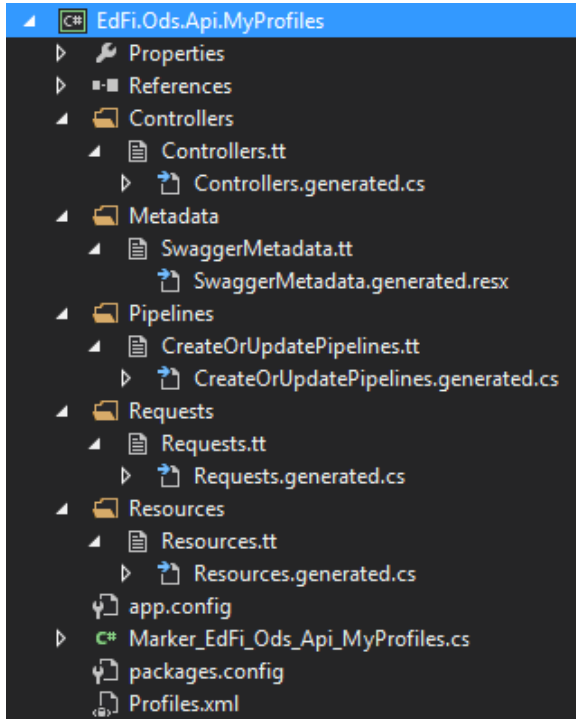 C# EdFi.Ods.Api.MyProfiles
Properties
References
Controllers
Controllers.tt
Controllers.generated.cs
Metadata
SwaggerMetadata.tt
SwaggerMetadata.generated.resx
Pipelines
CreateOrUpdatePipelines.tt
CreateOrUpdatePipelines.generated.cs
Requests
Requests.tt
Requests.generated.cs
Resources
Resources.tt
Resources.generated.cs
app.config
C# Marker_EdFi_Ods_Api_MyProfiles.cs
packages.config
Profiles.xml